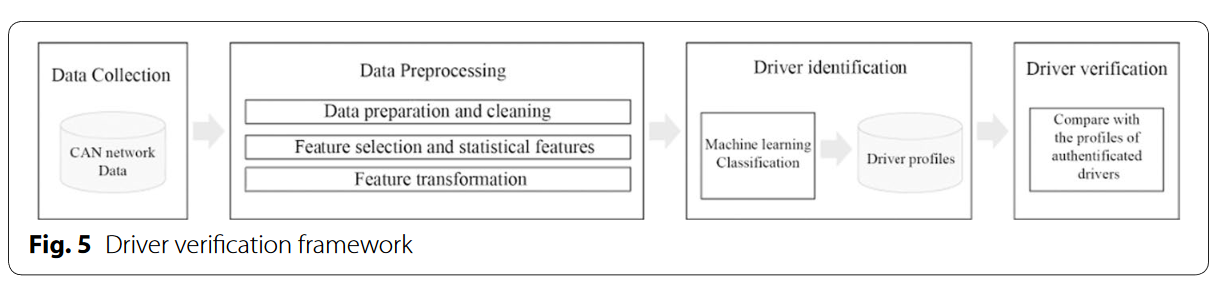 Data Collection
CAN network
Data
Data Preprocessing
Data preparation and cleaning
Feature selection and statistical features
Feature transformation
Driver identification
Machine learning
Classification
Driver profiles
Driver verification
Compare with
the profiles of
authentificated
drivers
Fig. 5 Driver verification framework